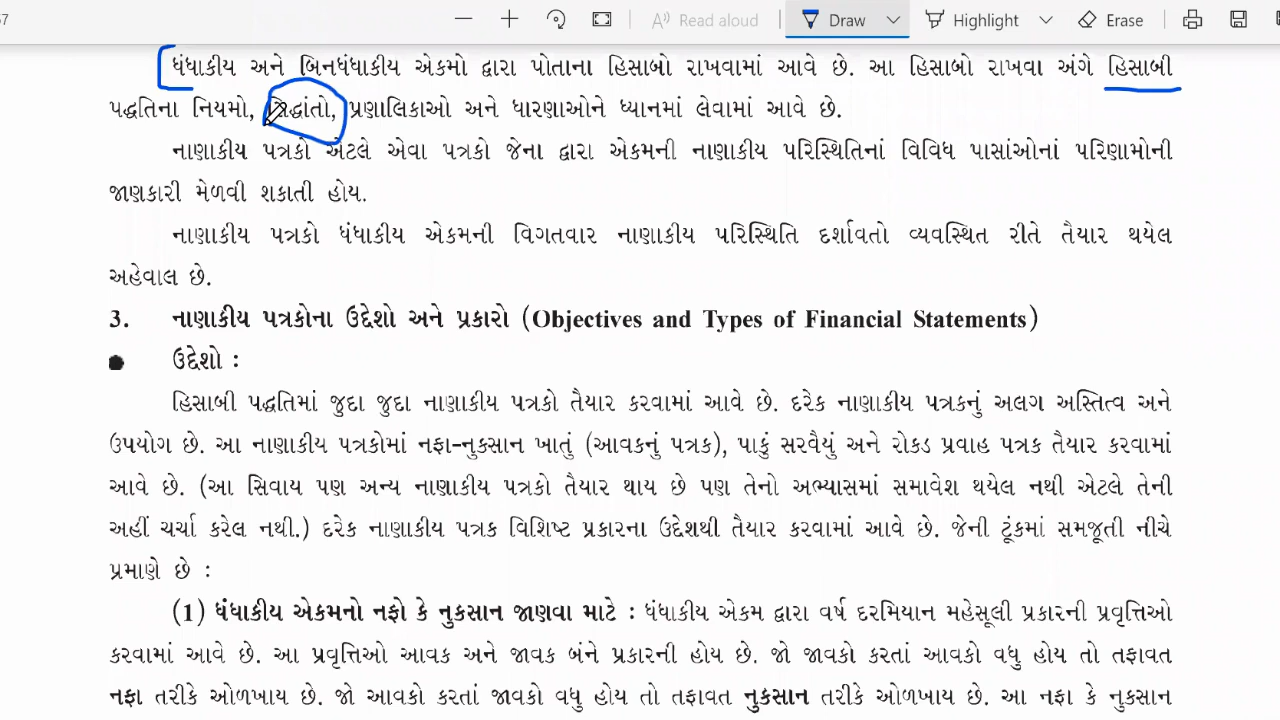 57 Read aloud Draw Highlight Erase
ધંધાકીય અને બિનધંધાકીય એકમો દ્વારા પોતાના હિસાબો રાખવામાં આવે છે. આ હિસાબો રાખવા અંગે હિસાબી
પદ્ધતિના નિયમો, સિદ્ધાંતો, પ્રણાલિકાઓ અને ધારણાઓને ધ્યાનમાં લેવામાં આવે છે.
નાણાકીય પત્રકો એટલે એવા પત્રકો જેના દ્વારા એકમની નાણાકીય પરિસ્થિતિનાં વિવિધ પાસાંઓનાં પરિણામોની
જાણકારી મેળવી શકાતી હોય.
નાણાકીય પત્રકો ધંધાકીય એકમની વિગતવાર નાણાકીય પરિસ્થિતિ દર્શાવતો વ્યવસ્થિત રીતે તૈયાર થયેલ
અહેવાલ છે.
3. નાણાકીય પત્રકોના ઉદ્દેશો અને પ્રકારો (Objectives and Types of Financial Statements)
● ઉદ્દેશો :
હિસાબી પદ્ધતિમાં જુદા જુદા નાણાકીય પત્રકો તૈયાર કરવામાં આવે છે. દરેક નાણાકીય પત્રકનું અલગ અસ્તિત્વ અને
ઉપયોગ છે. આ નાણાકીય પત્રકોમાં નફા-નુકસાન ખાતું (આવકનું પત્રક), પાકું સરવૈયું અને રોકડ પ્રવાહ પત્રક તૈયાર કરવામાં
આવે છે. (આ સિવાય પણ અન્ય નાણાકીય પત્રકો તૈયાર થાય છે પણ તેનો અભ્યાસમાં સમાવેશ થયેલ નથી એટલે તેની
અહીં ચર્ચા કરેલ નથી.) દરેક નાણાકીય પત્રક વિશિષ્ટ પ્રકારના ઉદ્દેશથી તૈયાર કરવામાં આવે છે. જેની ટૂંકમાં સમજૂતી નીચે
પ્રમાણે છે :
(1) ધંધાકીય એકમનો નફો કે નુકસાન જાણવા માટે : ધંધાકીય એકમ દ્વારા વર્ષ દરમિયાન મહેસૂલી પ્રકારની પ્રવૃત્તિઓ
કરવામાં આવે છે. આ પ્રવૃત્તિઓ આવક અને જાવક બંને પ્રકારની હોય છે. જો જાવકો કરતાં આવકો વધુ હોય તો તફાવત
નફા તરીકે ઓળખાય છે. જો આવકો કરતાં જાવકો વધુ હોય તો તફાવત નુકસાન તરીકે ઓળખાય છે. આ નફા કે નુકસાન